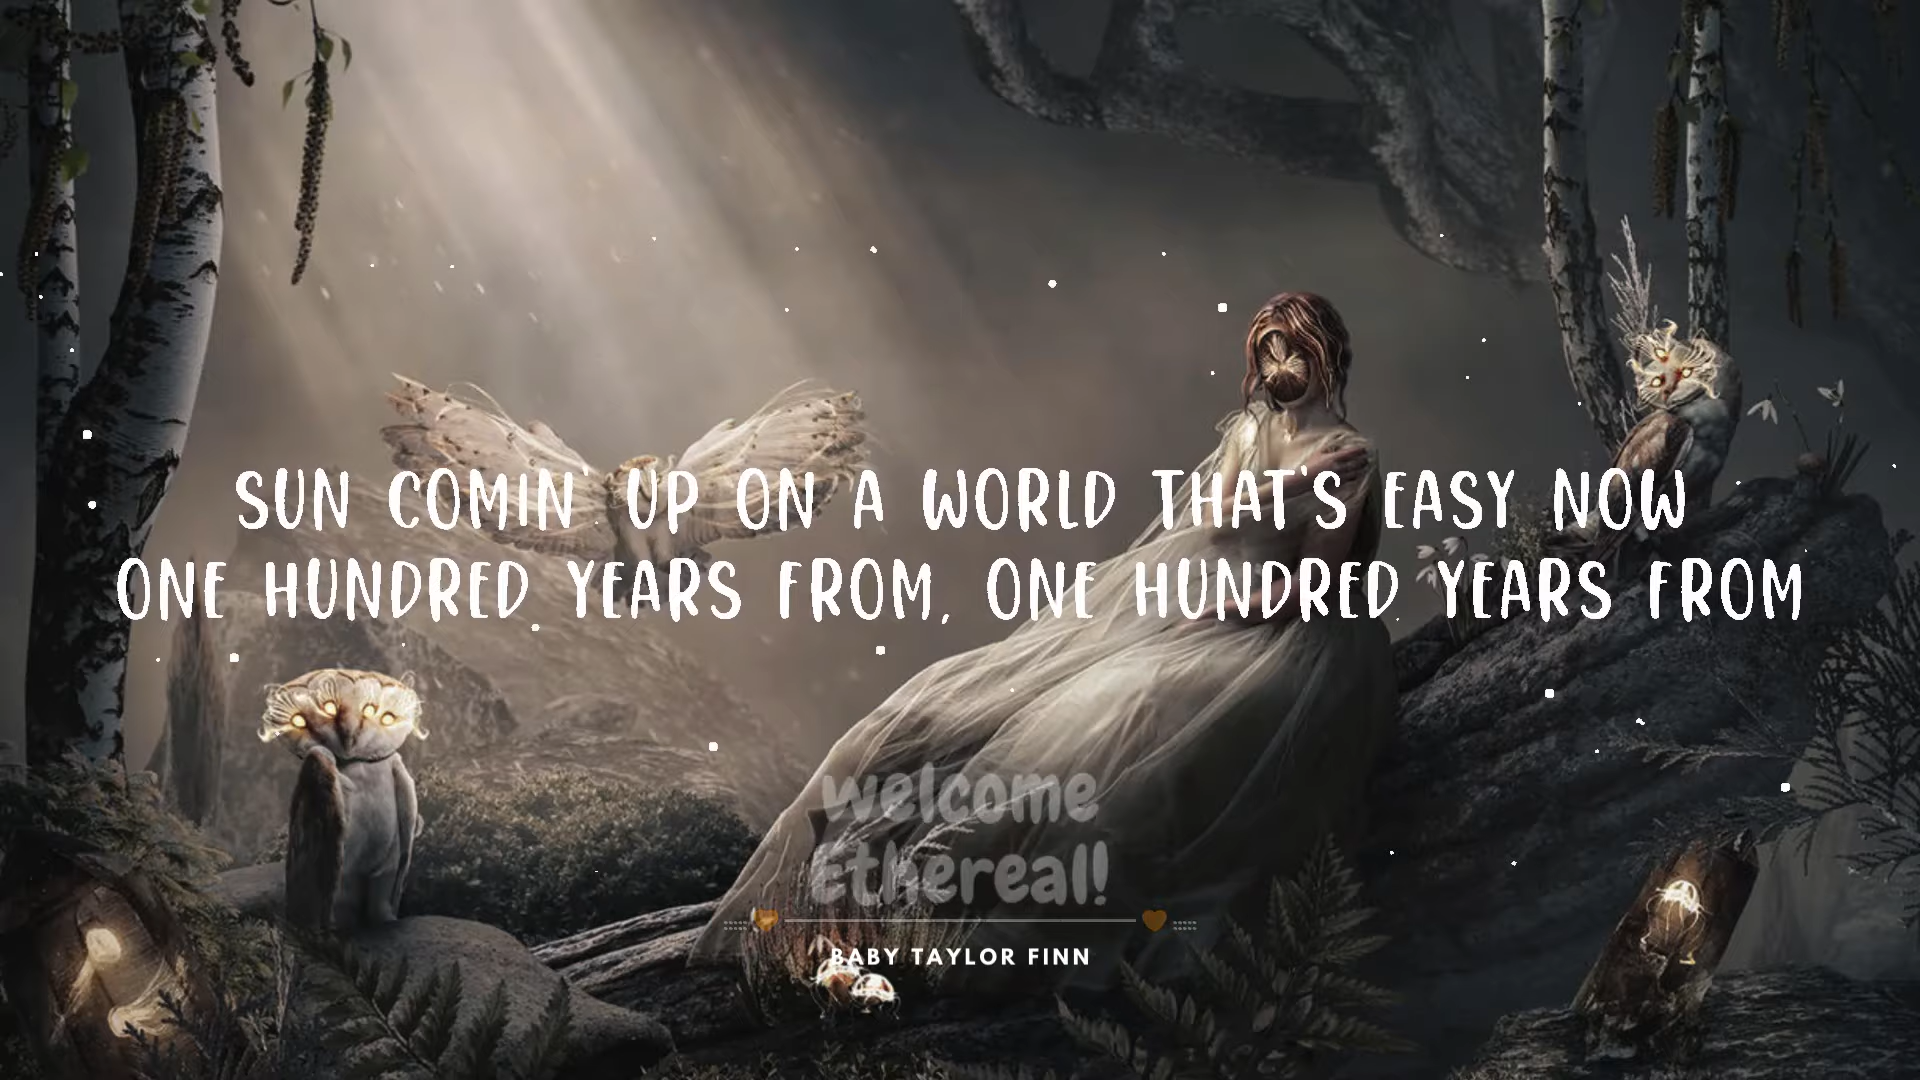 SUN COMIN' UP ON A WORLD THAT'S EASY NOW
ONE HUNDRED YEARS FROM, ONE HUNDRED YEARS FROM
welcome
Ethereal!
BABY TAYLOR FINN